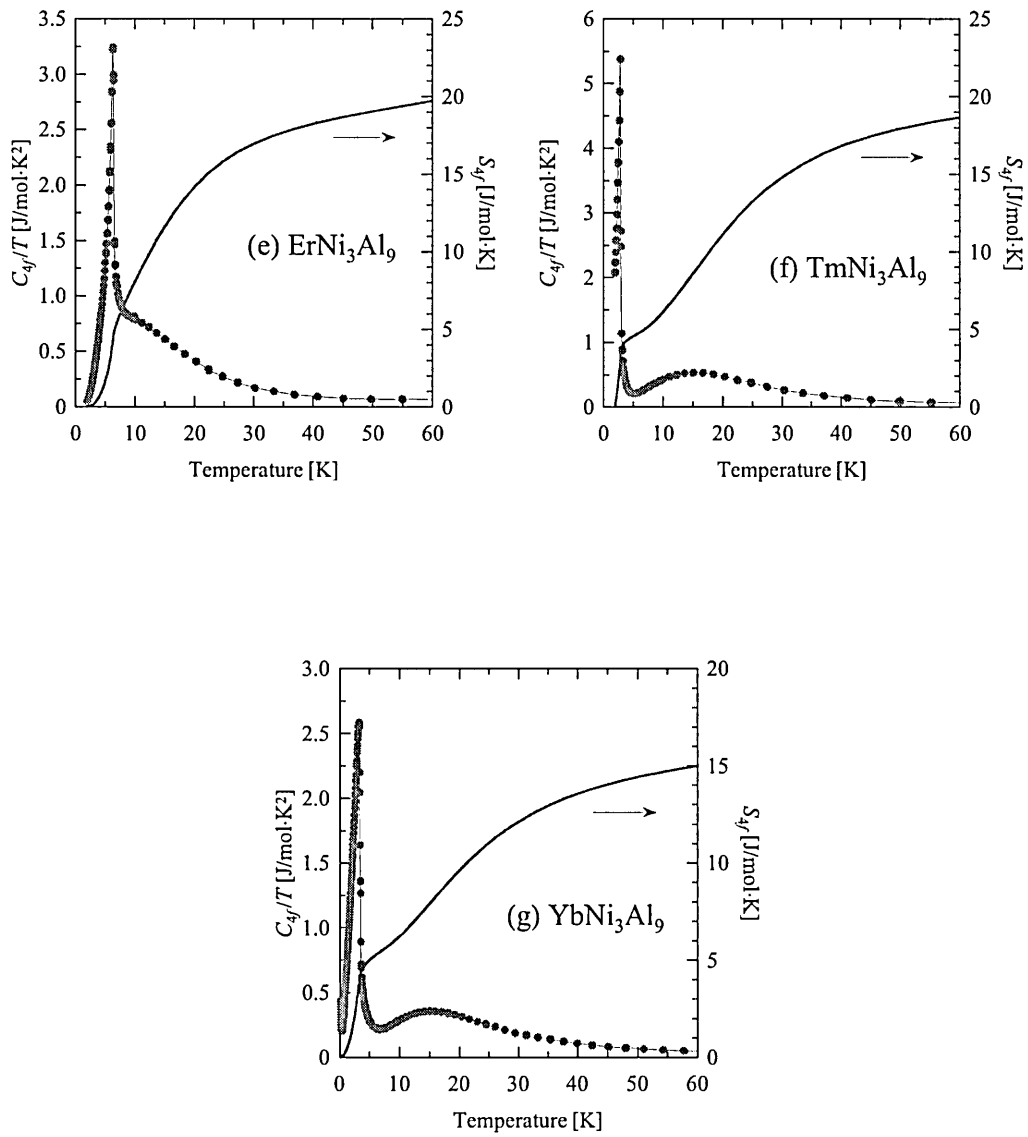 3.5
3.0
2.5
2.0
1.5
1.0
0.5
0
C4f/T [J/mol·K²]
25
20
15
10
5
0
S4f [J/mol·K]
(e) ErNi₃Al₉
0 10 20 30 40 50 60
Temperature [K]
6
5
4
3
2
1
0
C4f/T [J/mol·K²]
25
20
15
10
5
0
S4f [J/mol·K]
(f) TmNi₃Al₉
0 10 20 30 40 50 60
Temperature [K]
3.0
2.5
2.0
1.5
1.0
0.5
0
C4f/T [J/mol·K²]
20
15
10
5
0
S4f [J/mol·K]
(g) YbNi₃Al₉
0 10 20 30 40 50 60
Temperature [K]